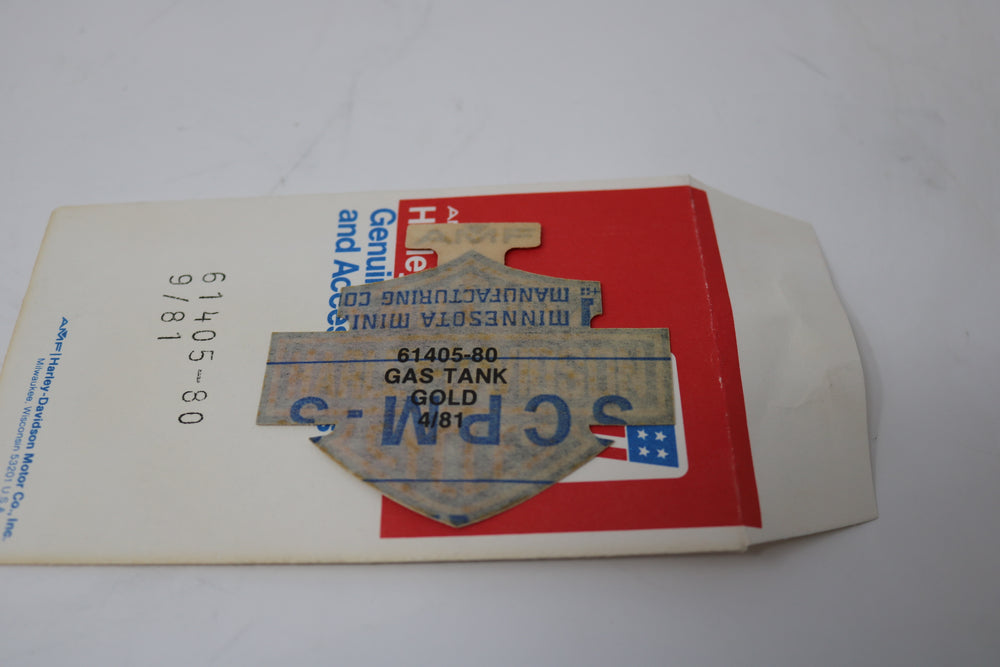 61405-80
GAS TANK
GOLD
4/81
MINNESOTA MINI
MANUFACTURING CO
SCPM-3
AMF
Genui
and Acce
61405-80
9/81
AMF|Harley-Davidson Motor Co., Inc.
Milwaukee, Wisconsin 53201 U.S.A.